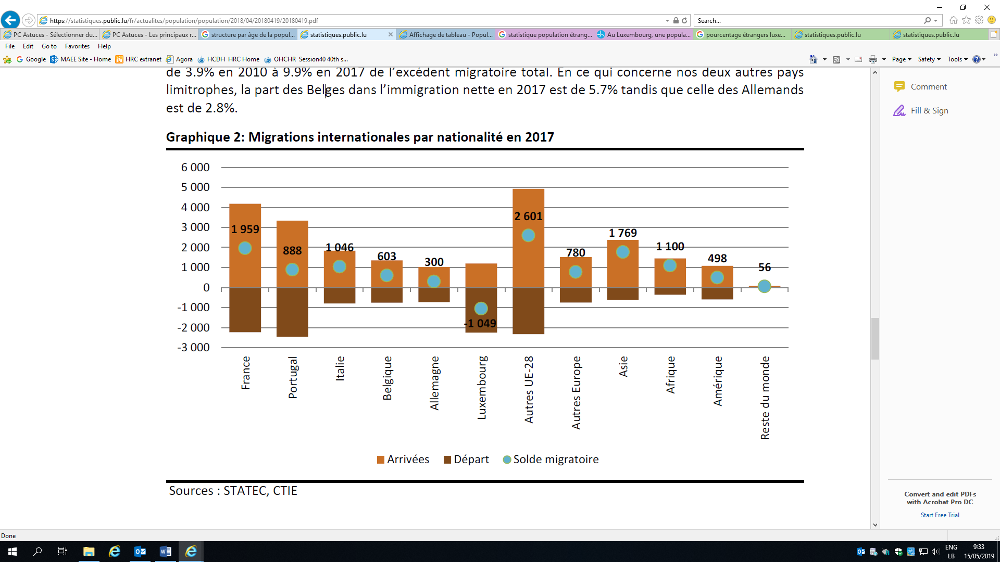 https://statistiques.public.lu/fr/actualites/population/population/2018/04/20180419/20180419.pdf
Search...
PC Astuces - Sélectionner du...
PC Astuces - Les principaux r...
structure par âge de la popul...
statistiques.public.lu
Affichage de tableau - Popul...
statistique population étrang...
Au Luxembourg, une popula...
pourcentage étrangers luxe...
statistiques.public.lu
statistiques.public.lu
File Edit Go to Favorites Help
Google MAEE Site - Home HRC extranet Agora HCDH HRC Home OHCHR Session40 40th s...
Page Safety Tools
de 3.9% en 2010 à 9.9% en 2017 de l’excédent migratoire total. En ce qui concerne nos deux autres pays
limitrophes, la part des Belges dans l’immigration nette en 2017 est de 5.7% tandis que celle des Allemands
est de 2.8%.
Comment
Fill & Sign
Graphique 2: Migrations internationales par nationalité en 2017
6 000
5 000
4 000
3 000
2 000
1 000
0
-1 000
-2 000
-3 000
1 959
888
1 046
603
300
-1 049
2 601
780
1 769
1 100
498
56
France
Portugal
Italie
Belgique
Allemagne
Luxembourg
Autres UE-28
Autres Europe
Asie
Afrique
Amérique
Reste du monde
Arrivées Départ Solde migratoire
Sources : STATEC, CTIE
Convert and edit PDFs
with Acrobat Pro DC
Start Free Trial
Done
ENG
LB
9:33
15/05/2019